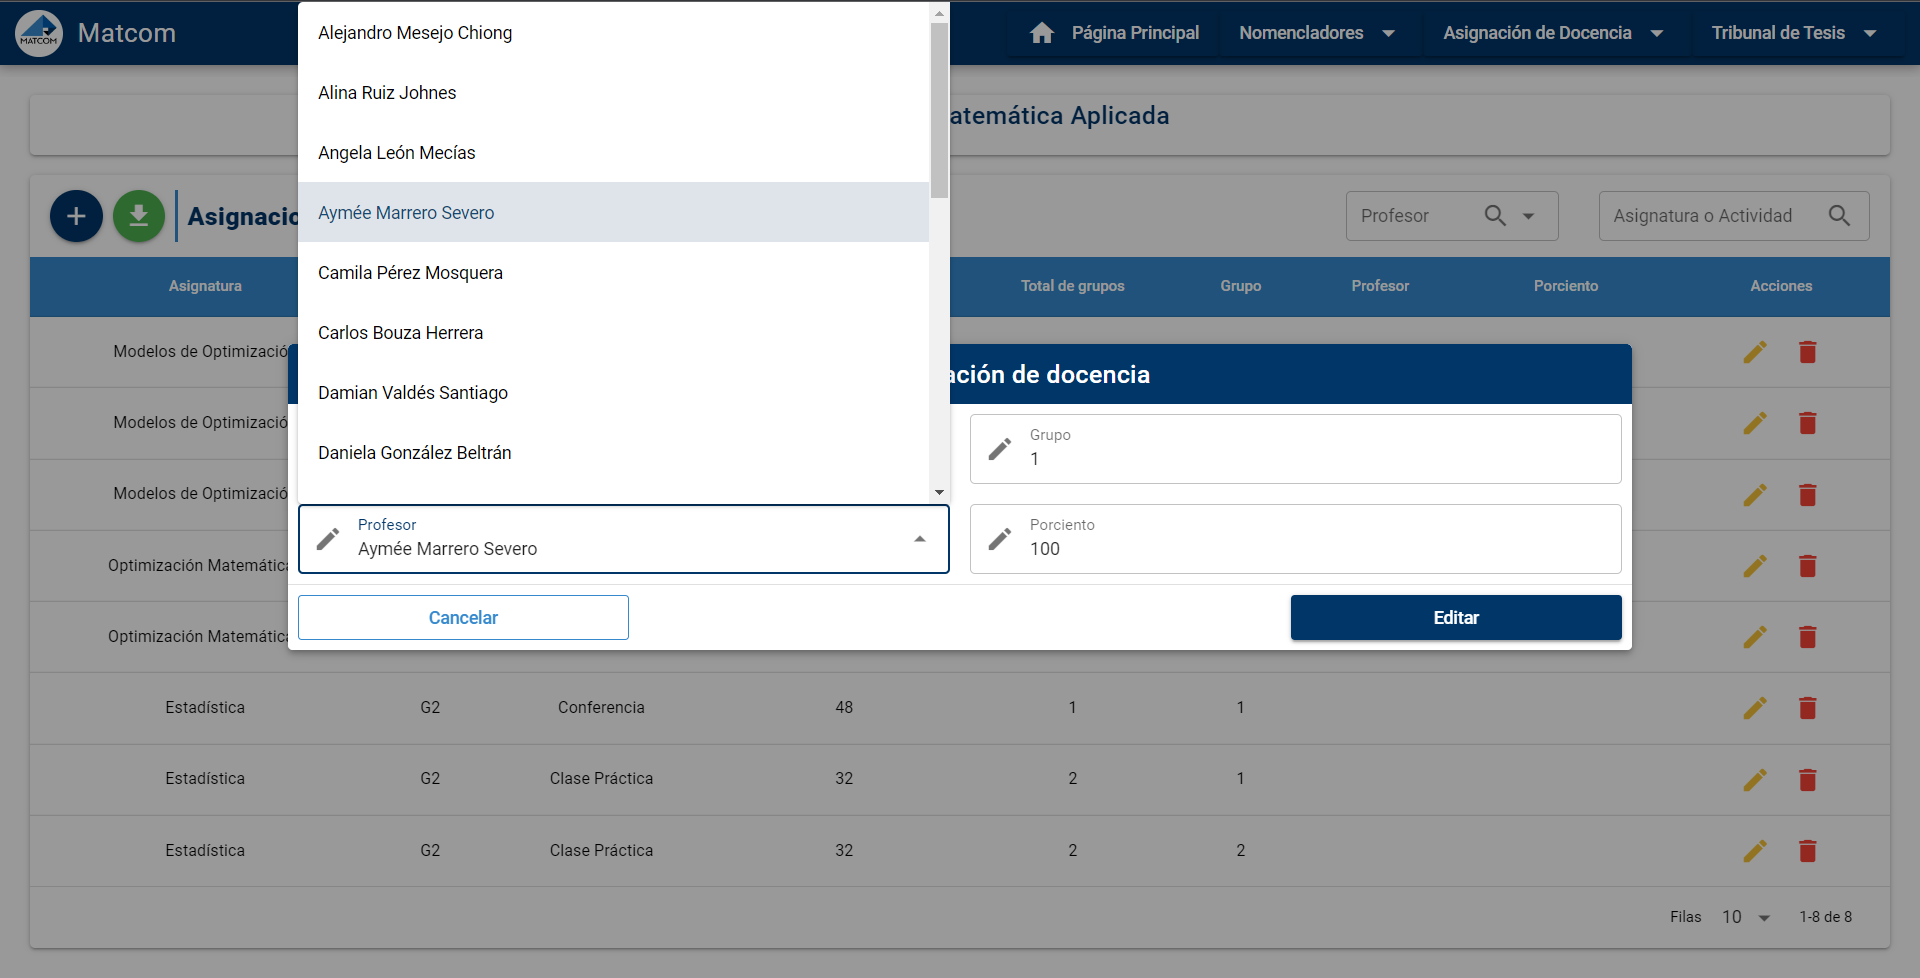 MATCOM
Matcom
Página Principal
Nomencladores
Asignación de Docencia
Tribunal de Tesis
Alejandro Mesejo Chiong
Alina Ruiz Johnes
Angela León Mecías
Aymée Marrero Severo
Camila Pérez Mosquera
Carlos Bouza Herrera
Damian Valdés Santiago
Daniela González Beltrán
atemática Aplicada
Asignacio
Profesor
Asignatura o Actividad
Asignatura Total de grupos Grupo Profesor Porciento Acciones
Modelos de Optimizació
Modelos de Optimizació
Modelos de Optimizació
Optimización Matemátic
Optimización Matemátic
ación de docencia
Grupo
1
Profesor
Aymée Marrero Severo
Porciento
100
Cancelar
Editar
Estadística G2 Conferencia 48 1 1
Estadística G2 Clase Práctica 32 2 1
Estadística G2 Clase Práctica 32 2 2
Filas 10 1-8 de 8